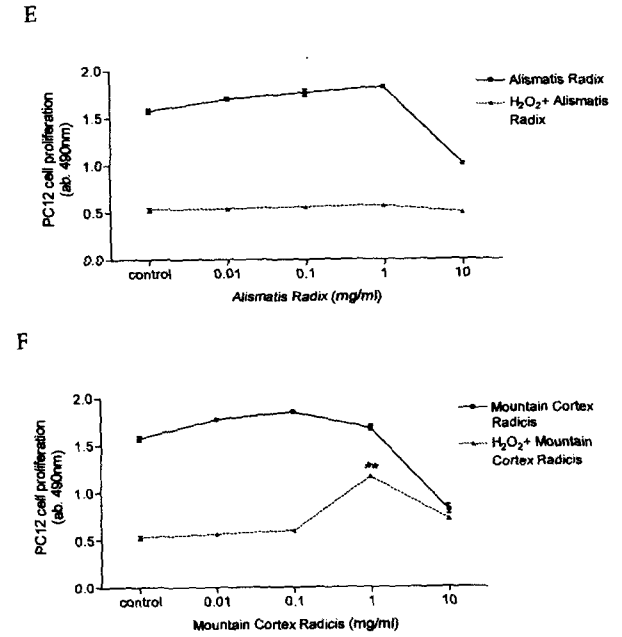 E
2.0
1.5
1.0
0.5
0.0
PC12 cell proliferation
(ab. 490nm)
control 0.01 0.1 1 10
Alismatis Radix (mg/ml)
Alismatis Radix
H₂O₂+ Alismatis
Radix
F
2.0
1.5
1.0
0.5
0.0
PC12 cell proliferation
(ab. 490nm)
**
control 0.01 0.1 1 10
Mountain Cortex Radicis (mg/ml)
Mountain Cortex
Radicis
H₂O₂+ Mountain
Cortex Radicis